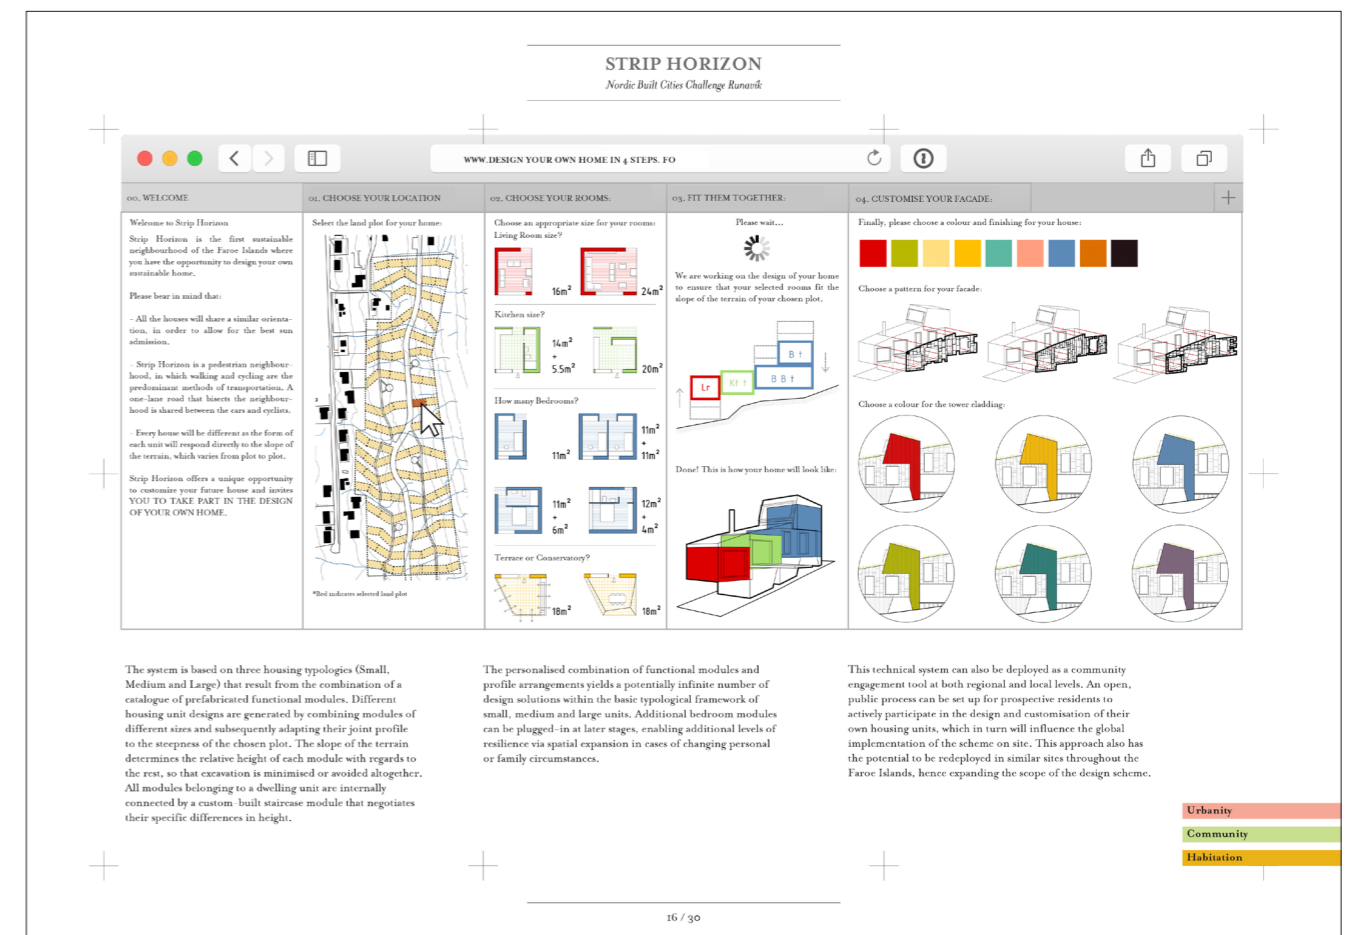 STRIP HORIZON
Nordic Built Cities Challenge Runavík
WWW.DESIGN YOUR OWN HOME IN 4 STEPS. FO
00. WELCOME
01. CHOOSE YOUR LOCATION
02. CHOOSE YOUR ROOMS:
03. FIT THEM TOGETHER:
04. CUSTOMISE YOUR FACADE:
Welcome to Strip Horizon
Strip Horizon is the first sustainable
neighbourhood of the Faroe Islands where
you have the opportunity to design your own
sustainable home.
Please bear in mind that:
- All the houses will share a similar orienta-
tion, in order to allow for the best sun
admission.
- Strip Horizon is a pedestrian neighbour-
hood, in which walking and cycling are the
predominant methods of transportation. A
one-lane road that bisects the neighbour-
hood is shared between the cars and cyclists.
- Every house will be different as the form of
each unit will respond directly to the slope of
the terrain, which varies from plot to plot.
Strip Horizon offers a unique opportunity
to customize your future house and invites
YOU TO TAKE PART IN THE DESIGN
OF YOUR OWN HOME.
Select the land plot for your home:
*Red indicates selected land plot
Choose an appropriate size for your rooms:
Living Room size?
16m²
24m²
Kitchen size?
14m²
+
5.5m²
20m²
How many Bedrooms?
11m²
11m²
+
11m²
11m²
+
6m²
12m²
+
4m²
Terrace or Conservatory?
18m²
18m²
Please wait...
We are working on the design of your home
to ensure that your selected rooms fit the
slope of the terrain of your chosen plot.
B †
Lr
Kt †
B B †
Done! This is how your home will look like:
Finally, please choose a colour and finishing for your house:
Choose a pattern for your facade:
Choose a colour for the tower cladding:
The system is based on three housing typologies (Small,
Medium and Large) that result from the combination of a
catalogue of prefabricated functional modules. Different
housing unit designs are generated by combining modules of
different sizes and subsequently adapting their joint profile
to the steepness of the chosen plot. The slope of the terrain
determines the relative height of each module with regards to
the rest, so that excavation is minimised or avoided altogether.
All modules belonging to a dwelling unit are internally
connected by a custom-built staircase module that negotiates
their specific differences in height.
The personalised combination of functional modules and
profile arrangements yields a potentially infinite number of
design solutions within the basic typological framework of
small, medium and large units. Additional bedroom modules
can be plugged-in at later stages, enabling additional levels of
resilience via spatial expansion in cases of changing personal
or family circumstances.
This technical system can also be deployed as a community
engagement tool at both regional and local levels. An open,
public process can be set up for prospective residents to
actively participate in the design and customisation of their
own housing units, which in turn will influence the global
implementation of the scheme on site. This approach also has
the potential to be redeployed in similar sites throughout the
Faroe Islands, hence expanding the scope of the design scheme.
Urbanity
Community
Habitation
16 / 30